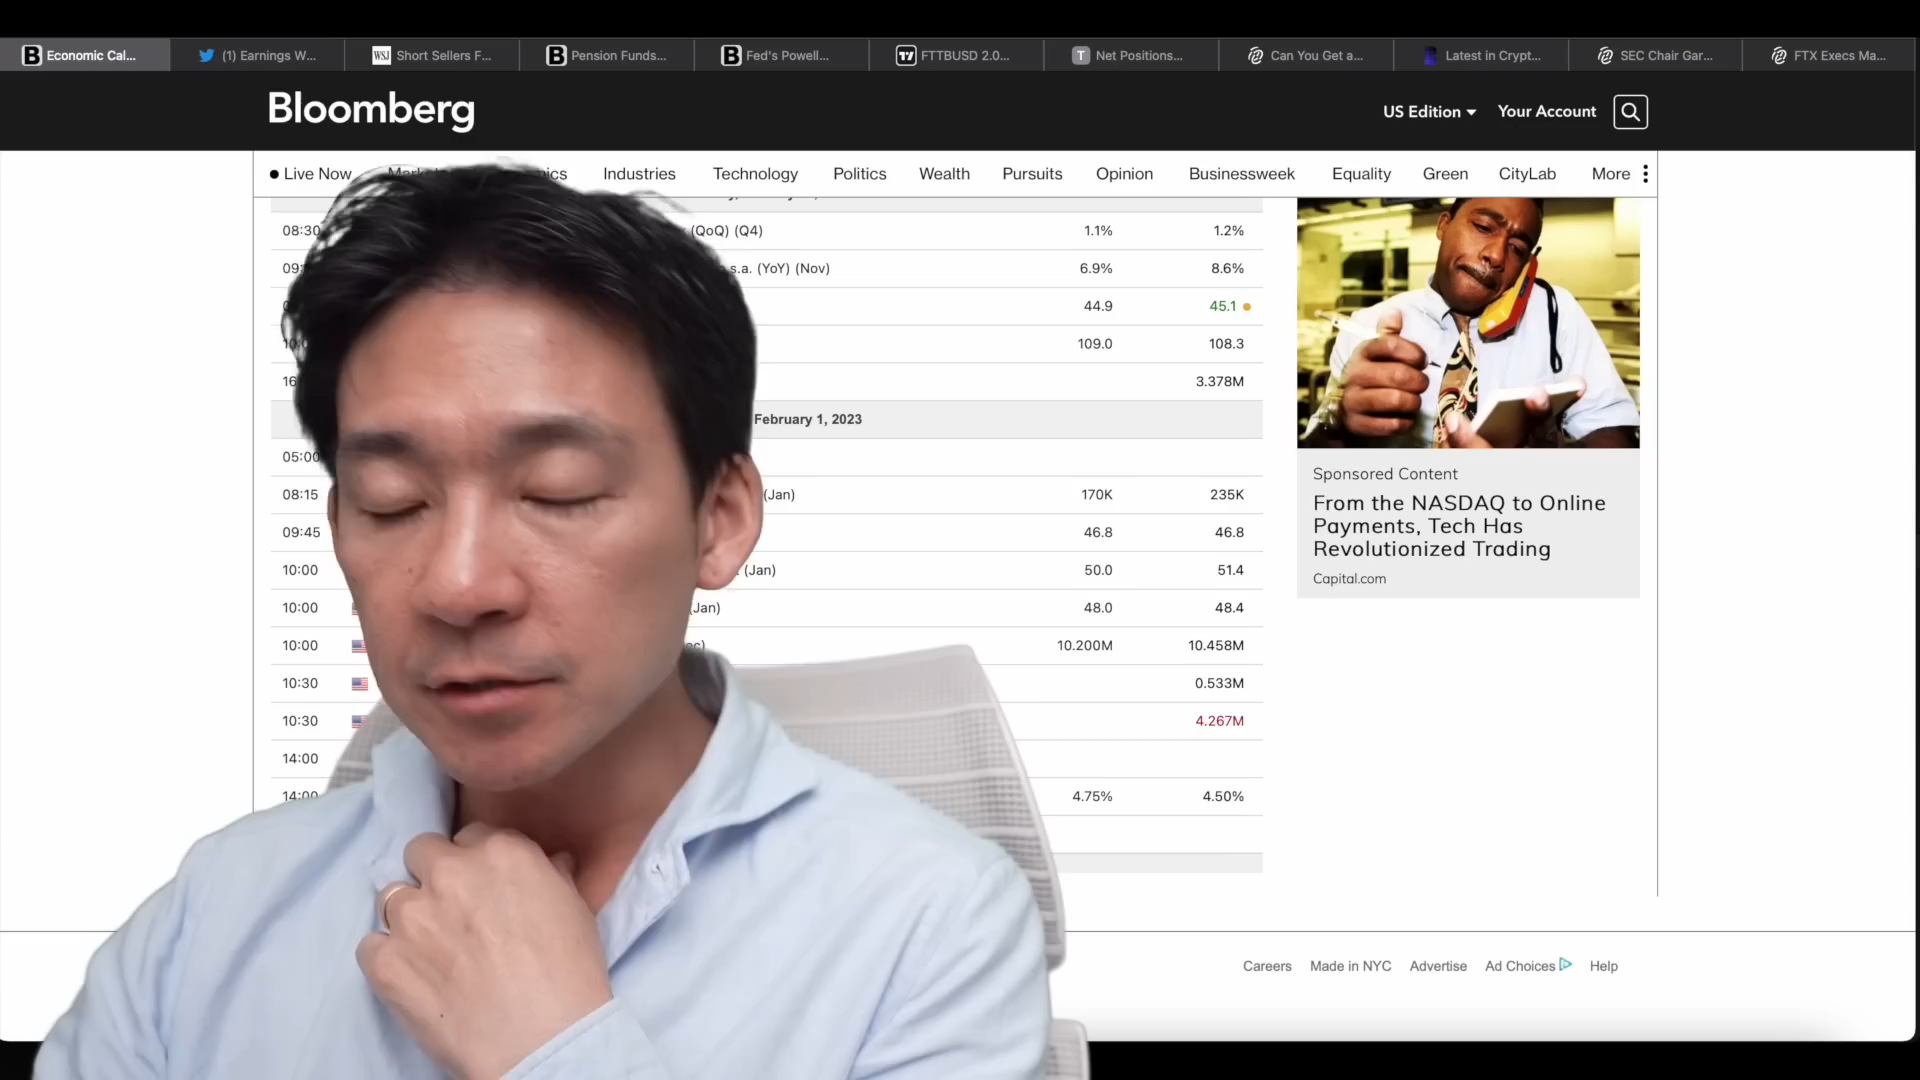 Economic Cal...
(1) Earnings W...
WSJ Short Sellers F...
Pension Funds...
Fed's Powell...
FTTBUSD 2.0...
T Net Positions...
Can You Get a...
Latest in Crypt...
SEC Chair Gar...
FTX Execs Ma...
Bloomberg
US Edition
Your Account
Live Now
Industries
Technology
Politics
Wealth
Pursuits
Opinion
Businessweek
Equality
Green
CityLab
More
08:30 (QoQ) (Q4) 1.1% 1.2%
s.a. (YoY) (Nov) 6.9% 8.6%
44.9 45.1
109.0 108.3
3.378M
February 1, 2023
05:00
08:15 (Jan) 170K 235K
09:45 46.8 46.8
10:00 (Jan) 50.0 51.4
10:00 (Jan) 48.0 48.4
10:00 10.200M 10.458M
10:30 0.533M
10:30 4.267M
14:00
14:00 4.75% 4.50%
Sponsored Content
From the NASDAQ to Online
Payments, Tech Has
Revolutionized Trading
Capital.com
Careers
Made in NYC
Advertise
Ad Choices
Help